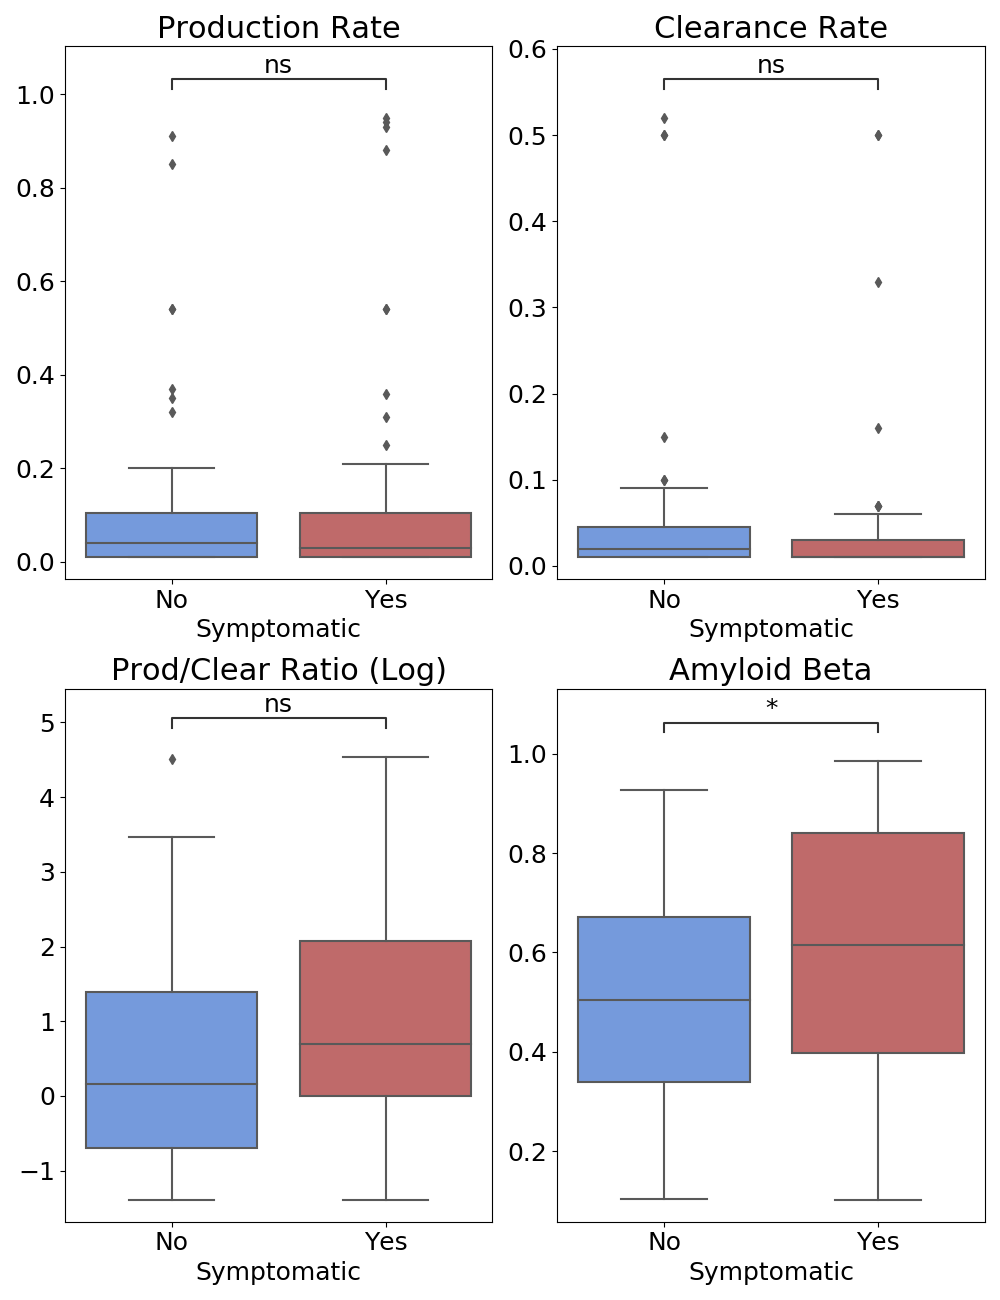 Production Rate
ns
1.0
0.8
0.6
0.4
0.2
0.0
No Yes
Symptomatic
Clearance Rate
ns
0.6
0.5
0.4
0.3
0.2
0.1
0.0
No Yes
Symptomatic
Prod/Clear Ratio (Log)
ns
5
4
3
2
1
0
−1
No Yes
Symptomatic
Amyloid Beta
*
1.0
0.8
0.6
0.4
0.2
No Yes
Symptomatic